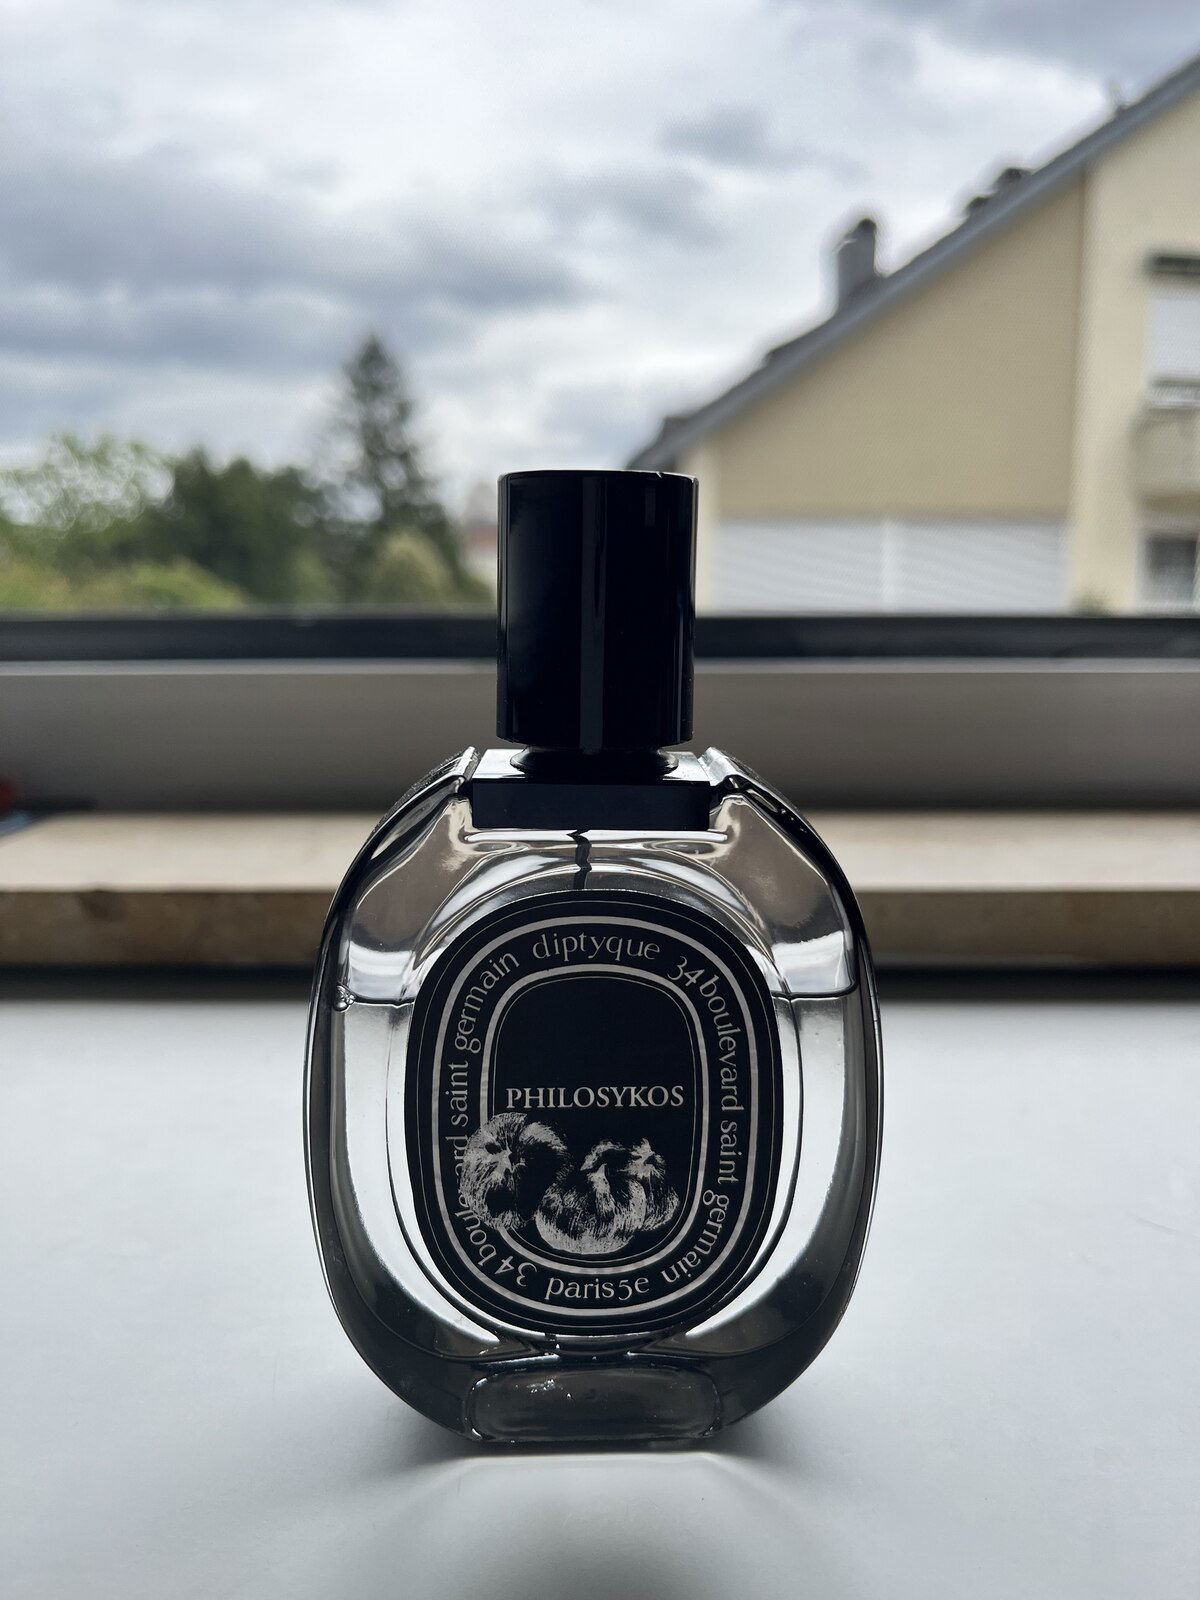 diptyque 34 boulevard saint germain paris 5e 34 boulevard saint germain
PHILOSYKOS